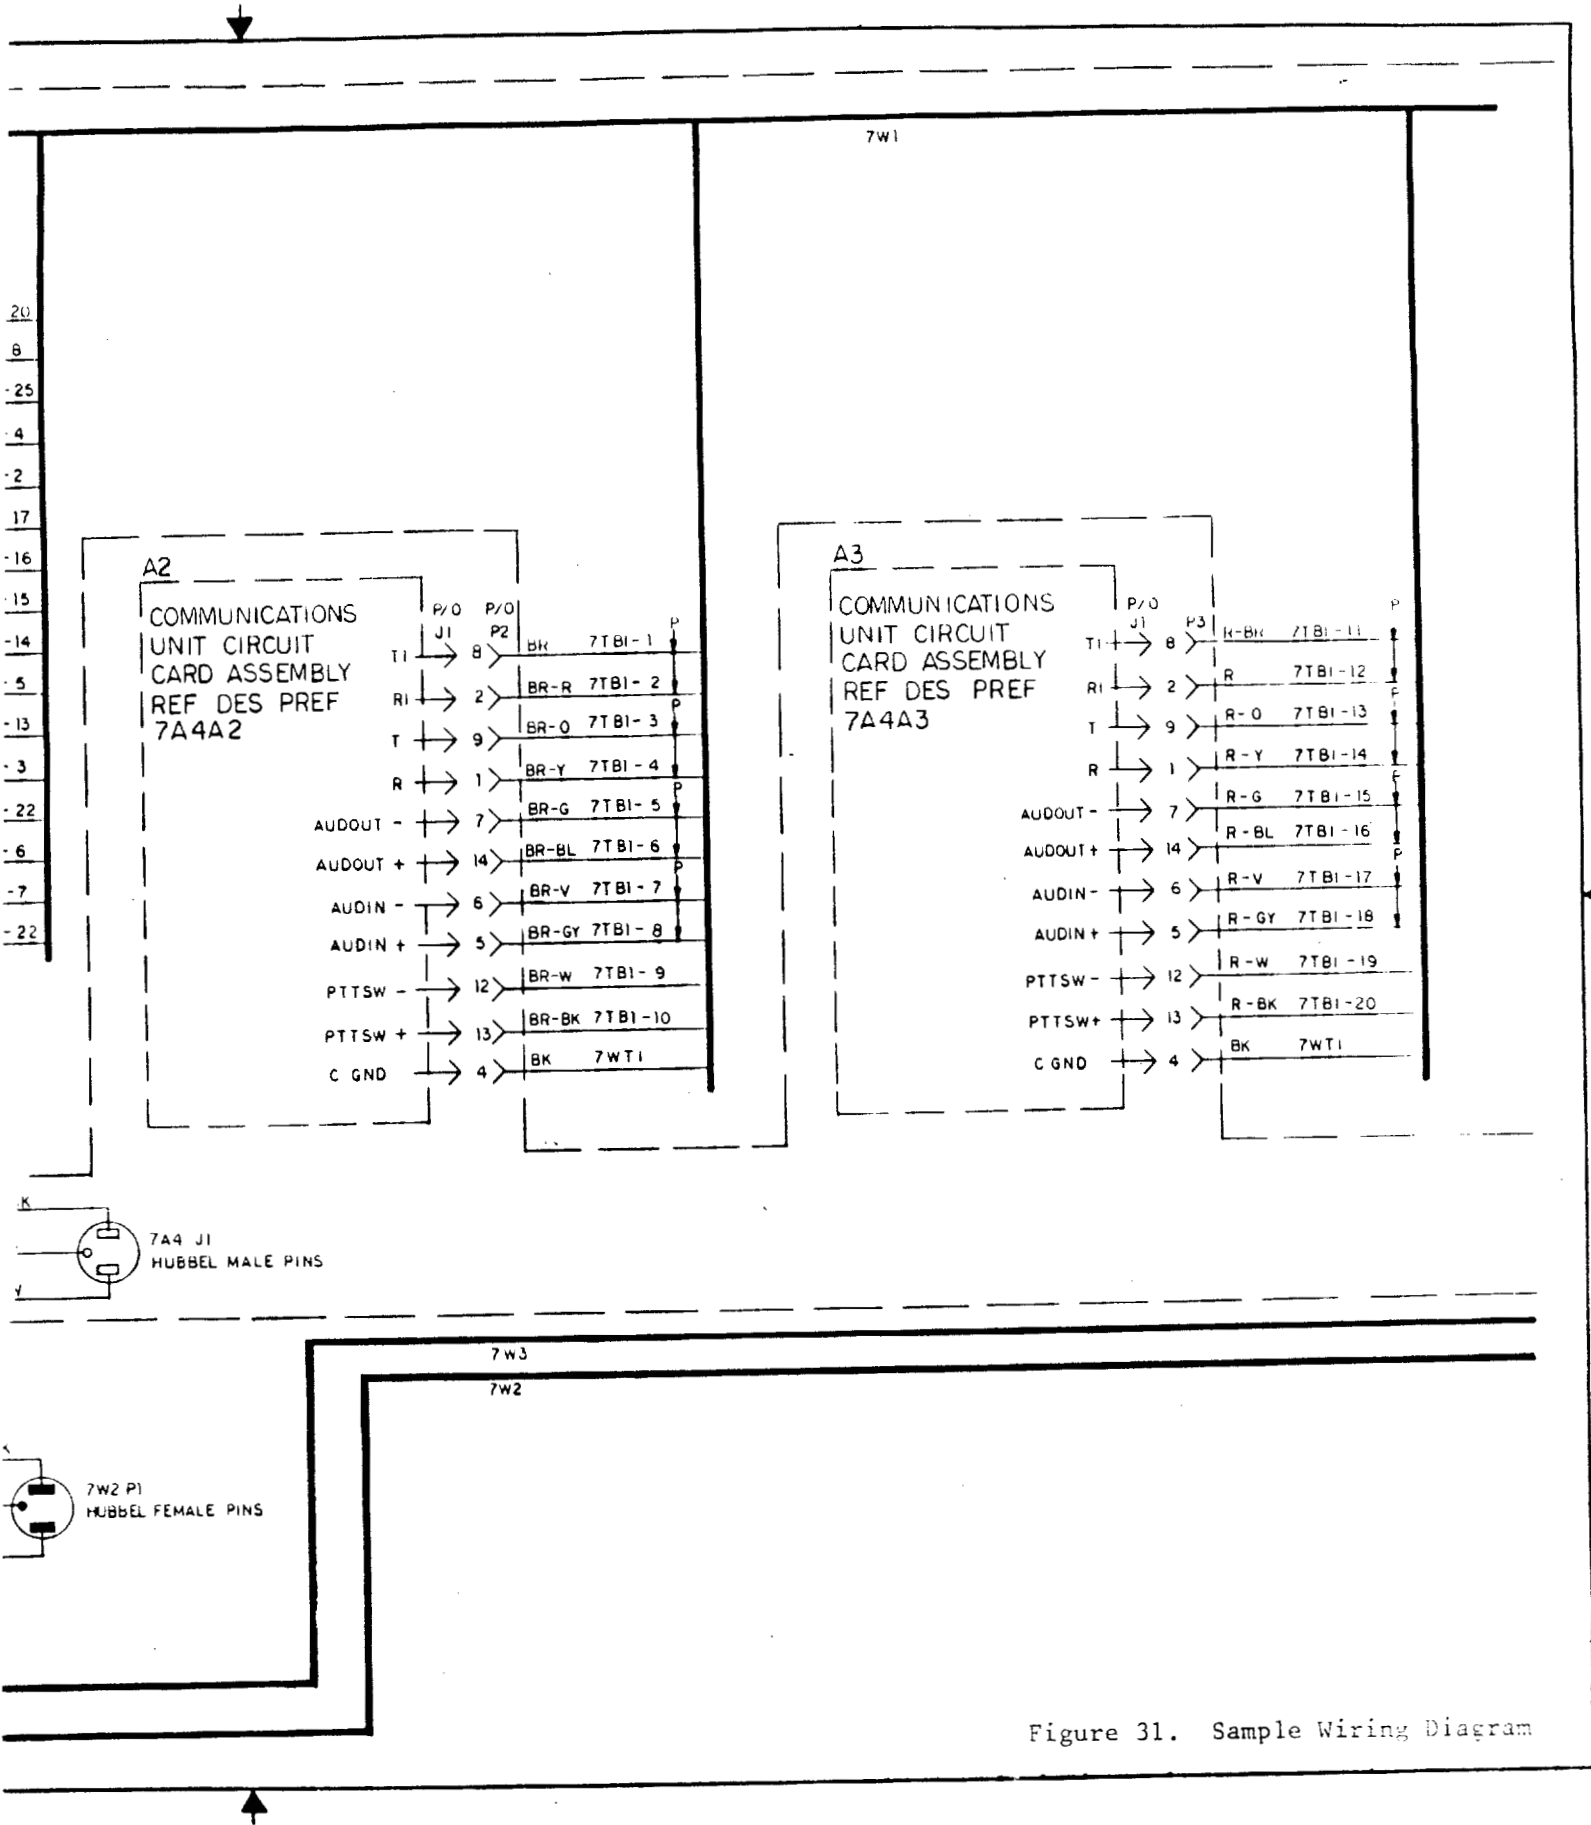 7W1
20
8
-25
-4
-2
17
-16
-15
-14
-5
-13
-3
-22
-6
-7
-22
A2
COMMUNICATIONS
UNIT CIRCUIT
CARD ASSEMBLY
REF DES PREF
7A4A2
P/O P/O
J1 P2
T1 8 BR 7TB1-1 P
R1 2 BR-R 7TB1-2
P
T 9 BR-O 7TB1-3
R 1 BR-Y 7TB1-4
P
AUDOUT - 7 BR-G 7TB1-5
AUDOUT + 14 BR-BL 7TB1-6
P
AUDIN - 6 BR-V 7TB1-7
AUDIN + 5 BR-GY 7TB1-8
PTTSW - 12 BR-W 7TB1-9
PTTSW + 13 BR-BK 7TB1-10
C GND 4 BK 7WT1
A3
COMMUNICATIONS
UNIT CIRCUIT
CARD ASSEMBLY
REF DES PREF
7A4A3
P/O
J1 P3
P
T1 8 R-BR 7TB1-11
R1 2 R 7TB1-12
P
T 9 R-O 7TB1-13
R 1 R-Y 7TB1-14
P
AUDOUT - 7 R-G 7TB1-15
AUDOUT + 14 R-BL 7TB1-16
P
AUDIN - 6 R-V 7TB1-17
AUDIN + 5 R-GY 7TB1-18
PTTSW - 12 R-W 7TB1-19
PTTSW+ 13 R-BK 7TB1-20
C GND 4 BK 7WT1
K
7A4 J1
HUBBEL MALE PINS
7W3
7W2
7W2 P1
HUBBEL FEMALE PINS
Figure 31. Sample Wiring Diagram